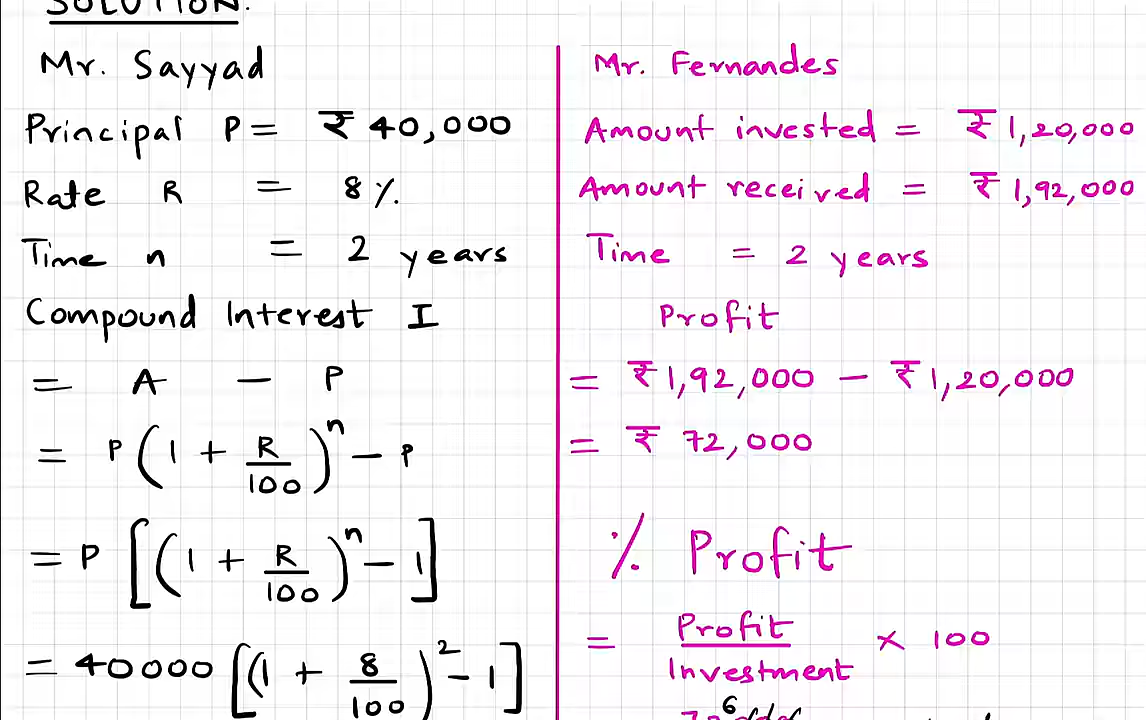 SOLUTION.
Mr. Sayyad
Principal P = ₹ 40,000
Rate R = 8 %.
Time n = 2 years
Compound Interest I
= A - P
= P (1 + R/100)^n - P
= P [(1 + R/100)^n - 1]
= 40000 [(1 + 8/100)^2 - 1]
Mr. Fernandes
Amount invested = ₹ 1,20,000
Amount received = ₹ 1,92,000
Time = 2 years
Profit
= ₹ 1,92,000 - ₹ 1,20,000
= ₹ 72,000
% Profit
= Profit/Investment × 100
6